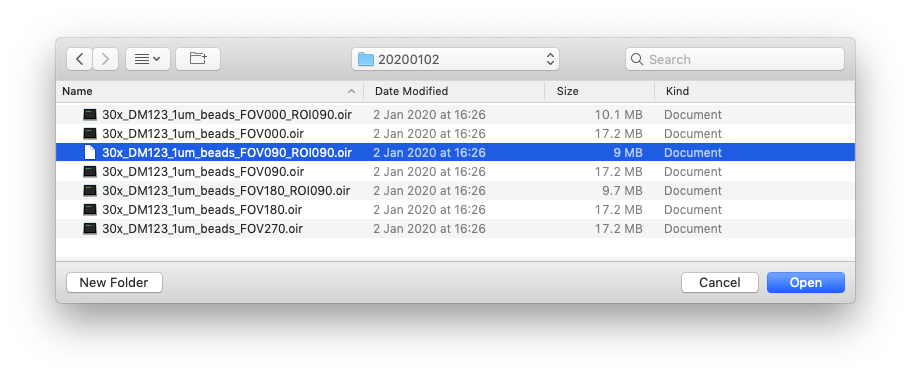 20200102
Search
Name Date Modified Size Kind
30x_DM123_1um_beads_FOV000_ROI090.oir 2 Jan 2020 at 16:26 10.1 MB Document
30x_DM123_1um_beads_FOV000.oir 2 Jan 2020 at 16:26 17.2 MB Document
30x_DM123_1um_beads_FOV090_ROI090.oir 2 Jan 2020 at 16:26 9 MB Document
30x_DM123_1um_beads_FOV090.oir 2 Jan 2020 at 16:26 17.2 MB Document
30x_DM123_1um_beads_FOV180_ROI090.oir 2 Jan 2020 at 16:26 9.7 MB Document
30x_DM123_1um_beads_FOV180.oir 2 Jan 2020 at 16:26 17.2 MB Document
30x_DM123_1um_beads_FOV270.oir 2 Jan 2020 at 16:26 17.2 MB Document
New Folder Cancel Open